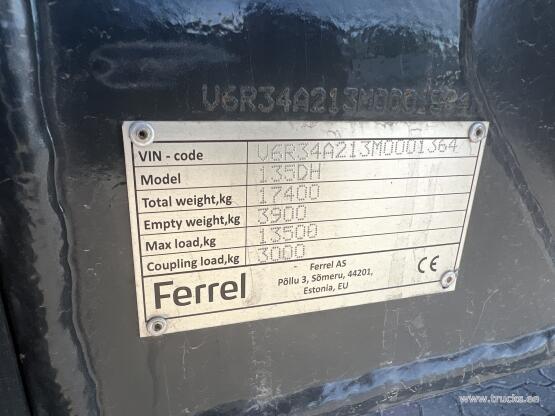 VIN - code V6R34A213M0001364
Model 135DH
Total weight,kg 17400
Empty weight,kg 3900
Max load,kg 13500
Coupling load,kg 3000
Ferrel
Ferrel AS
Põllu 3, Sõmeru, 44201,
Estonia, EU
CE
www.trucks.ee